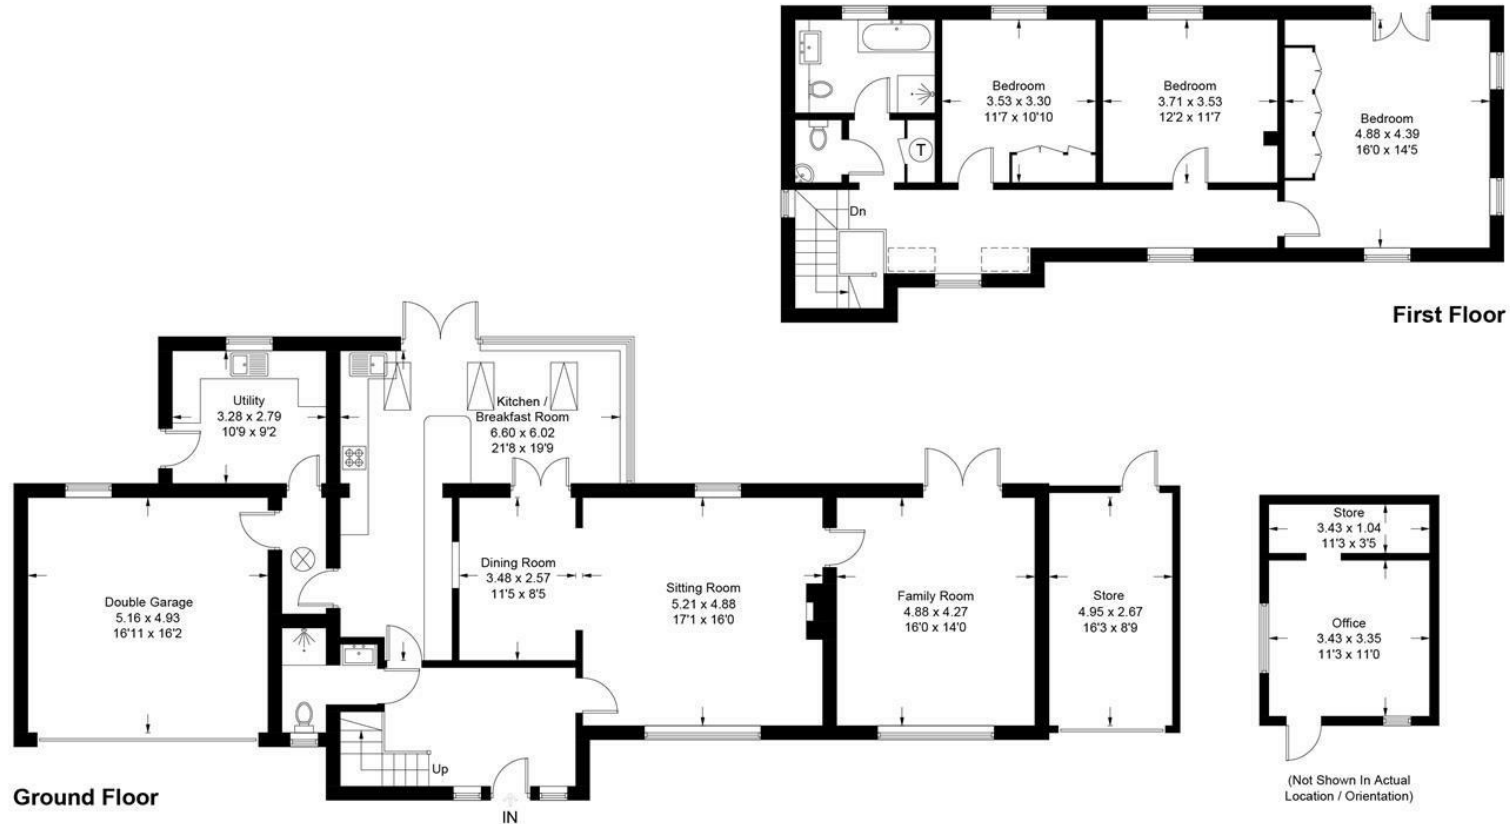 Bedroom
3.53 x 3.30
11'7 x 10'10
Bedroom
3.71 x 3.53
12'2 x 11'7
Bedroom
4.88 x 4.39
16'0 x 14'5
T
Dn
First Floor
Utility
3.28 x 2.79
10'9 x 9'2
Kitchen /
Breakfast Room
6.60 x 6.02
21'8 x 19'9
Double Garage
5.16 x 4.93
16'11 x 16'2
Dining Room
3.48 x 2.57
11'5 x 8'5
Sitting Room
5.21 x 4.88
17'1 x 16'0
Family Room
4.88 x 4.27
16'0 x 14'0
Store
4.95 x 2.67
16'3 x 8'9
Store
3.43 x 1.04
11'3 x 3'5
Office
3.43 x 3.35
11'3 x 11'0
Up
IN
Ground Floor
(Not Shown In Actual
Location / Orientation)